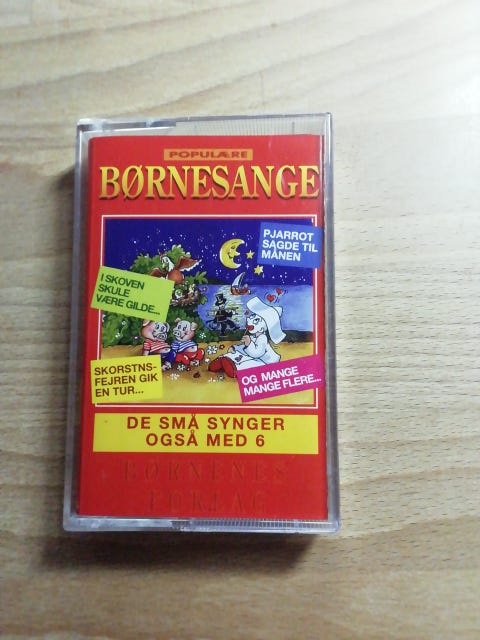 POPULÆRE
BØRNESANGE
PJARROT
SAGDE TIL
MÅNEN
I SKOVEN
SKULE
VÆRE GILDE...
SKORSTNS-
FEJREN GIK
EN TUR...
OG MANGE
MANGE FLERE...
DE SMÅ SYNGER
OGSÅ MED 6
BØRNENES
FORLAG